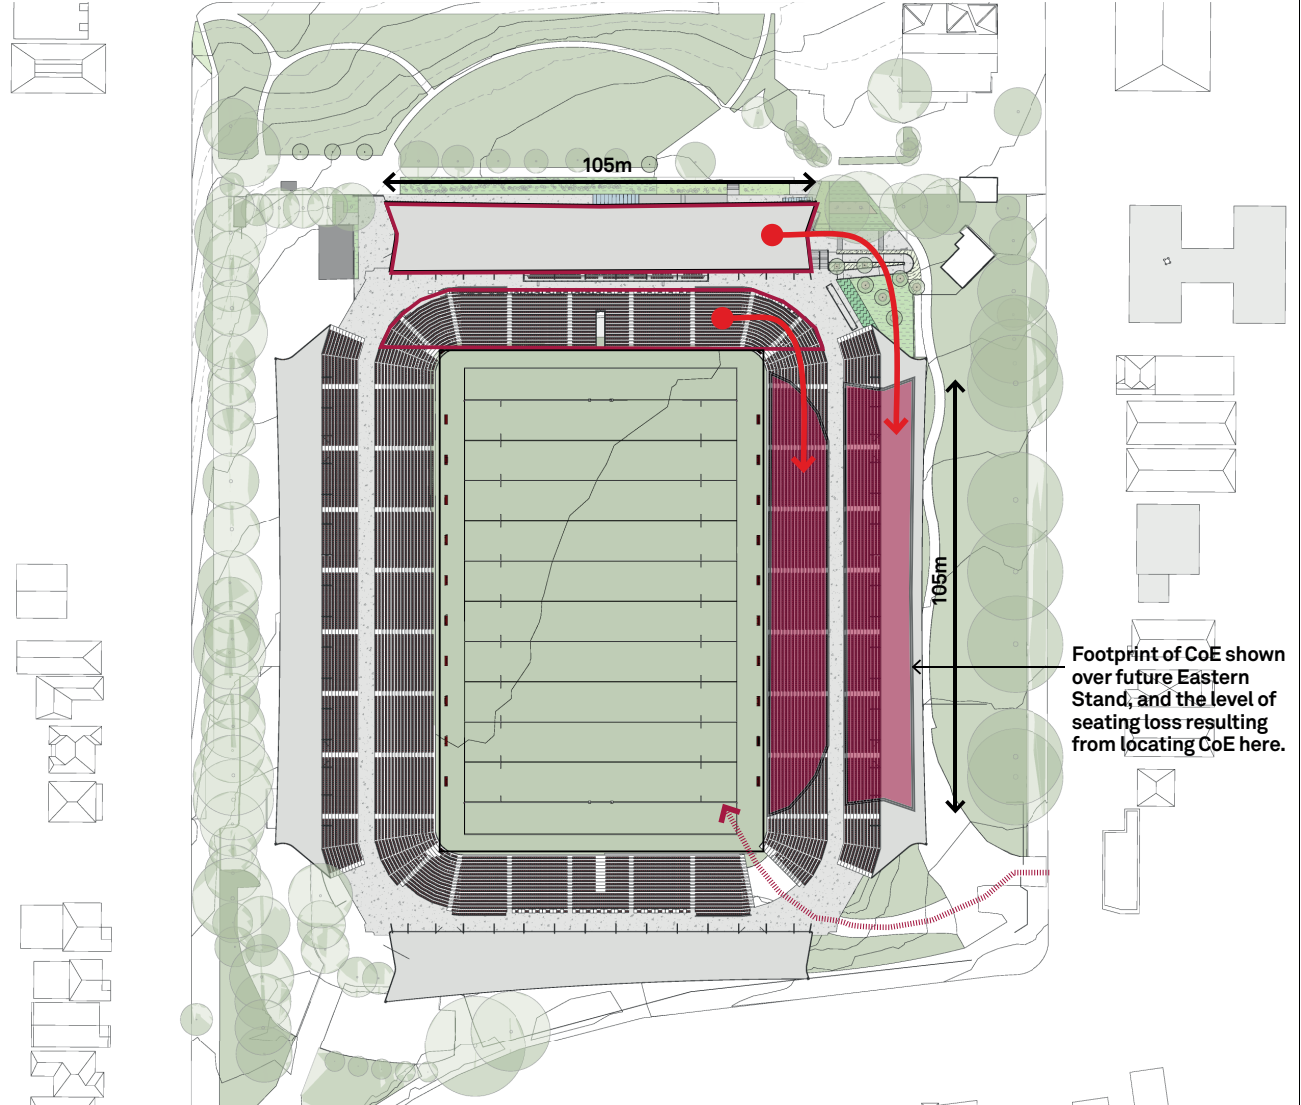 105m
105m
Footprint of CoE shown
over future Eastern
Stand, and the level of
seating loss resulting
from locating CoE here.